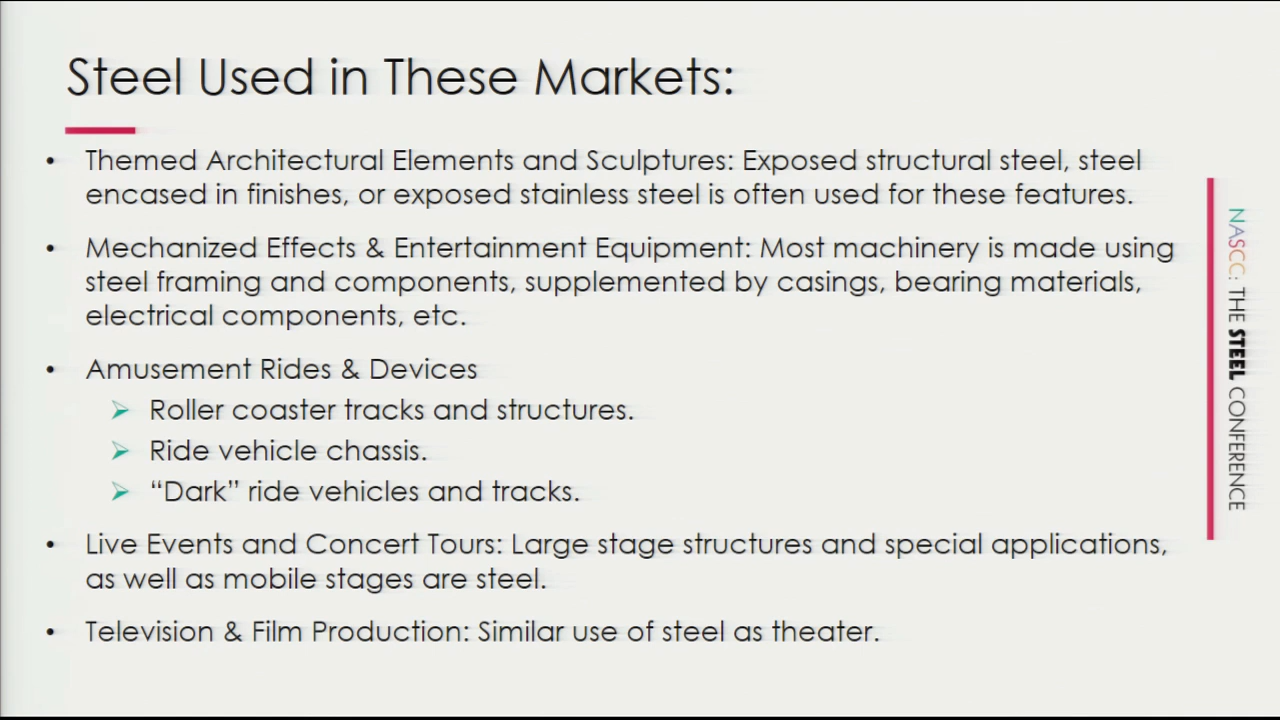 Steel Used in These Markets:
• Themed Architectural Elements and Sculptures: Exposed structural steel, steel
encased in finishes, or exposed stainless steel is often used for these features.
• Mechanized Effects & Entertainment Equipment: Most machinery is made using
steel framing and components, supplemented by casings, bearing materials,
electrical components, etc.
• Amusement Rides & Devices
➢ Roller coaster tracks and structures.
➢ Ride vehicle chassis.
➢ “Dark” ride vehicles and tracks.
• Live Events and Concert Tours: Large stage structures and special applications,
as well as mobile stages are steel.
• Television & Film Production: Similar use of steel as theater.
NASCC: THE STEEL CONFERENCE